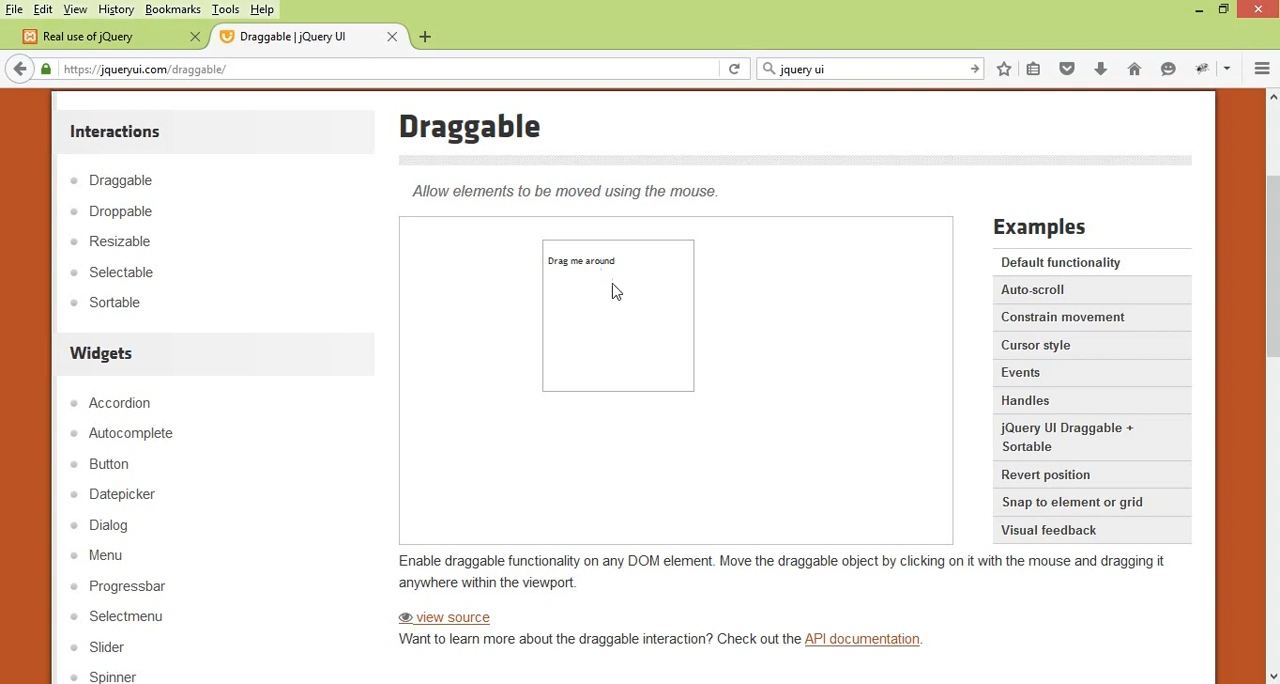 File Edit View History Bookmarks Tools Help
Real use of jQuery
Draggable | jQuery UI
https://jqueryui.com/draggable/
jquery ui
Interactions
Draggable
Droppable
Resizable
Selectable
Sortable
Widgets
Accordion
Autocomplete
Button
Datepicker
Dialog
Menu
Progressbar
Selectmenu
Slider
Spinner
Draggable
Allow elements to be moved using the mouse.
Drag me around
Enable draggable functionality on any DOM element. Move the draggable object by clicking on it with the mouse and dragging it
anywhere within the viewport.
view source
Want to learn more about the draggable interaction? Check out the API documentation.
Examples
Default functionality
Auto-scroll
Constrain movement
Cursor style
Events
Handles
jQuery UI Draggable +
Sortable
Revert position
Snap to element or grid
Visual feedback